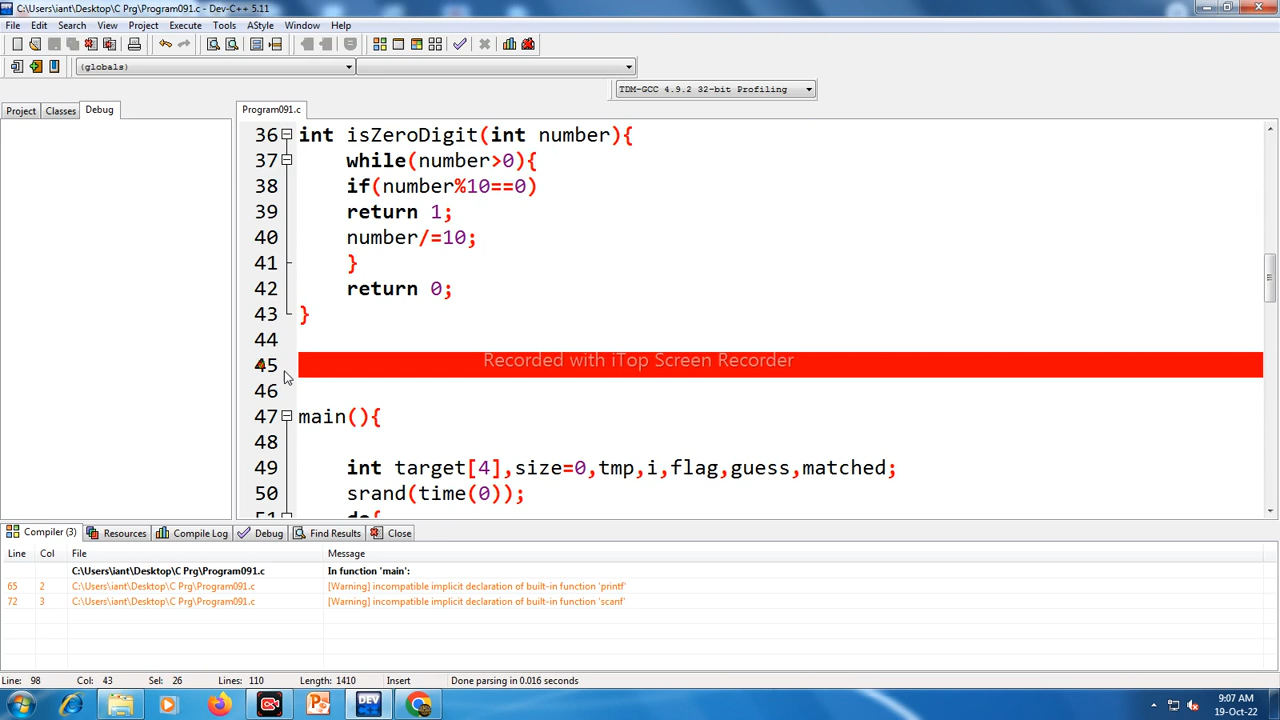 C:\Users\iant\Desktop\C Prg\Program091.c - Dev-C++ 5.11
File Edit Search View Project Execute Tools AStyle Window Help
(globals)
TDM-GCC 4.9.2 32-bit Profiling
Project Classes Debug
Program091.c
36 int isZeroDigit(int number){
37 while(number>0){
38 if(number%10==0)
39 return 1;
40 number/=10;
41 }
42 return 0;
43 }
44
45
Recorded with iTop Screen Recorder
46
47 main(){
48
49 int target[4],size=0,tmp,i,flag,guess,matched;
50 srand(time(0));
51 do{
Compiler (3) Resources Compile Log Debug Find Results Close
Line Col File Message
C:\Users\iant\Desktop\C Prg\Program091.c In function 'main':
65 2 C:\Users\iant\Desktop\C Prg\Program091.c [Warning] incompatible implicit declaration of built-in function 'printf'
72 3 C:\Users\iant\Desktop\C Prg\Program091.c [Warning] incompatible implicit declaration of built-in function 'scanf'
Line: 98 Col: 43 Sel: 26 Lines: 110 Length: 1410 Insert Done parsing in 0.016 seconds
9:07 AM
19-Oct-22